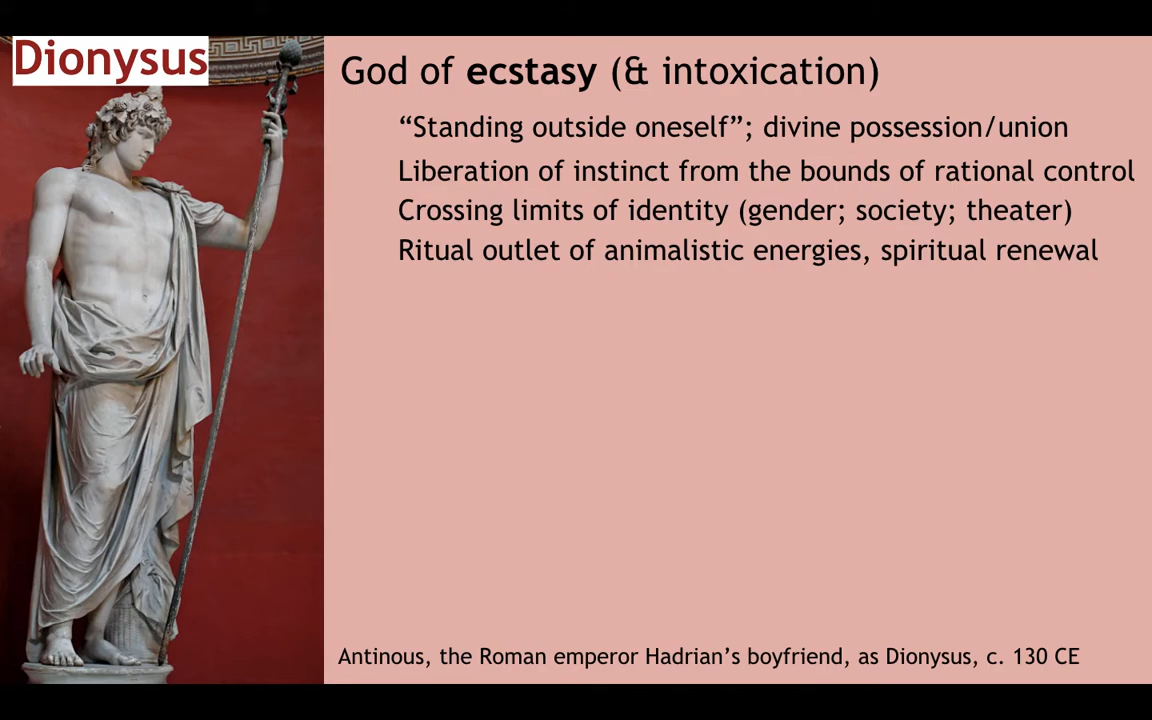 Dionysus
God of ecstasy (& intoxication)
“Standing outside oneself”; divine possession/union
Liberation of instinct from the bounds of rational control
Crossing limits of identity (gender; society; theater)
Ritual outlet of animalistic energies, spiritual renewal
Antinous, the Roman emperor Hadrian’s boyfriend, as Dionysus, c. 130 CE